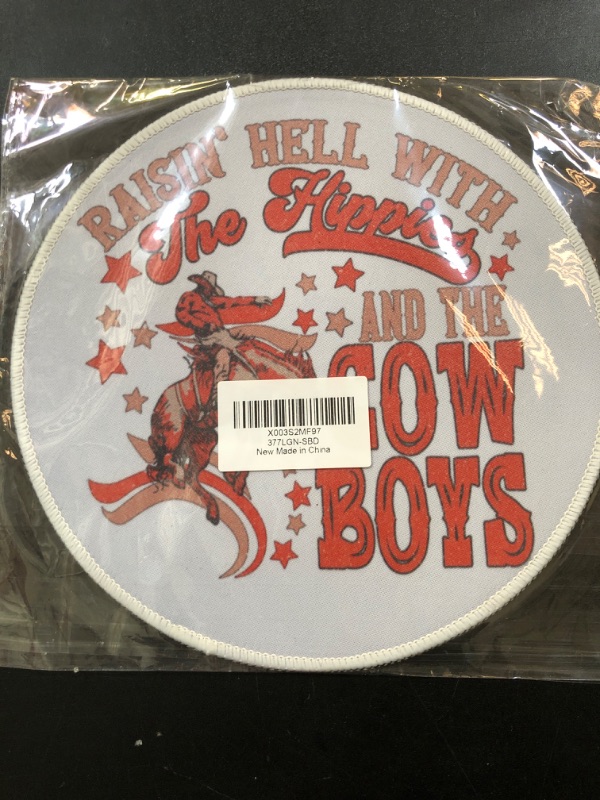 RAISIN' HELL WITH
The Hippies
AND THE
COW
BOYS
X003S2MF97
377LGN-SBD
New Made in China